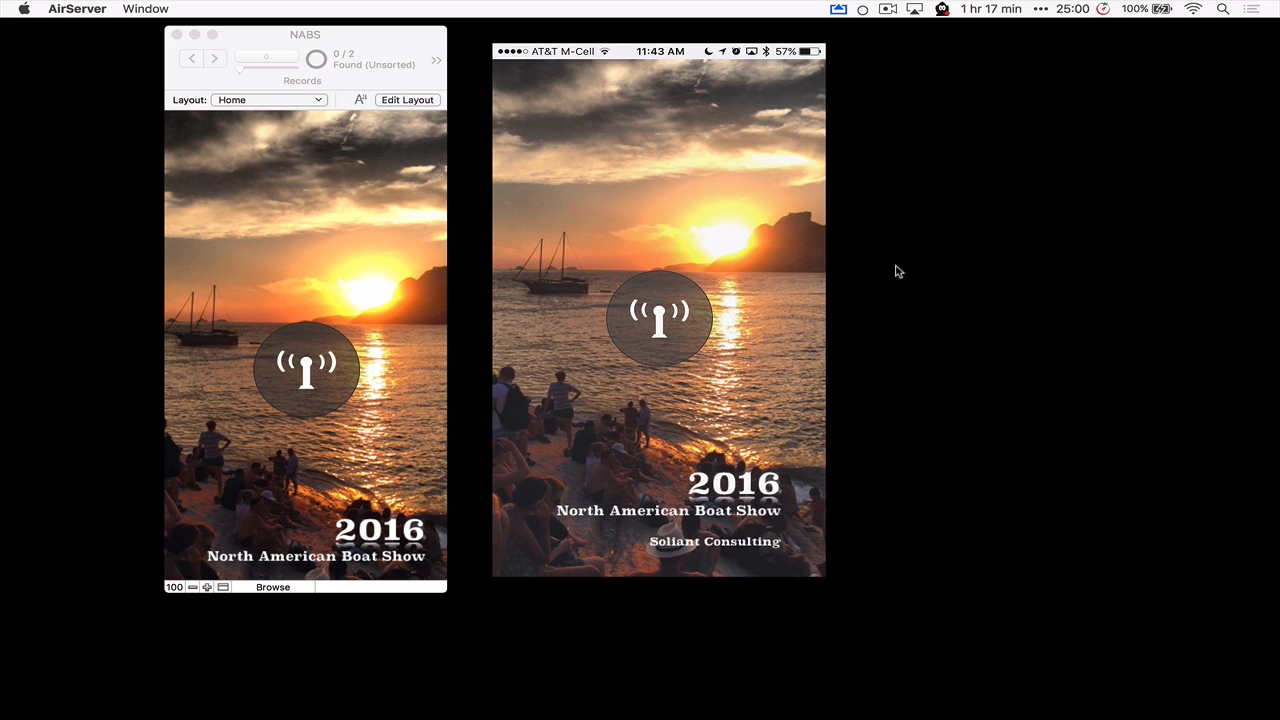 AirServer Window 1 hr 17 min 25:00 100%
NABS
0
0 / 2
Found (Unsorted)
Records
Layout: Home Aa Edit Layout
2016
North American Boat Show
100 Browse
AT&T M-Cell 11:43 AM 57%
2016
North American Boat Show
Soliant Consulting